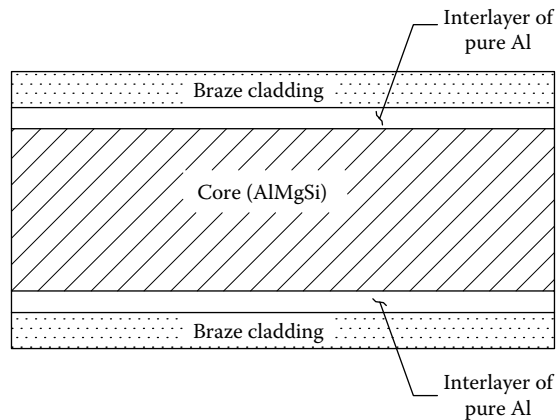 Interlayer of
pure Al
Braze cladding
Core (AlMgSi)
Braze cladding
Interlayer of
pure Al